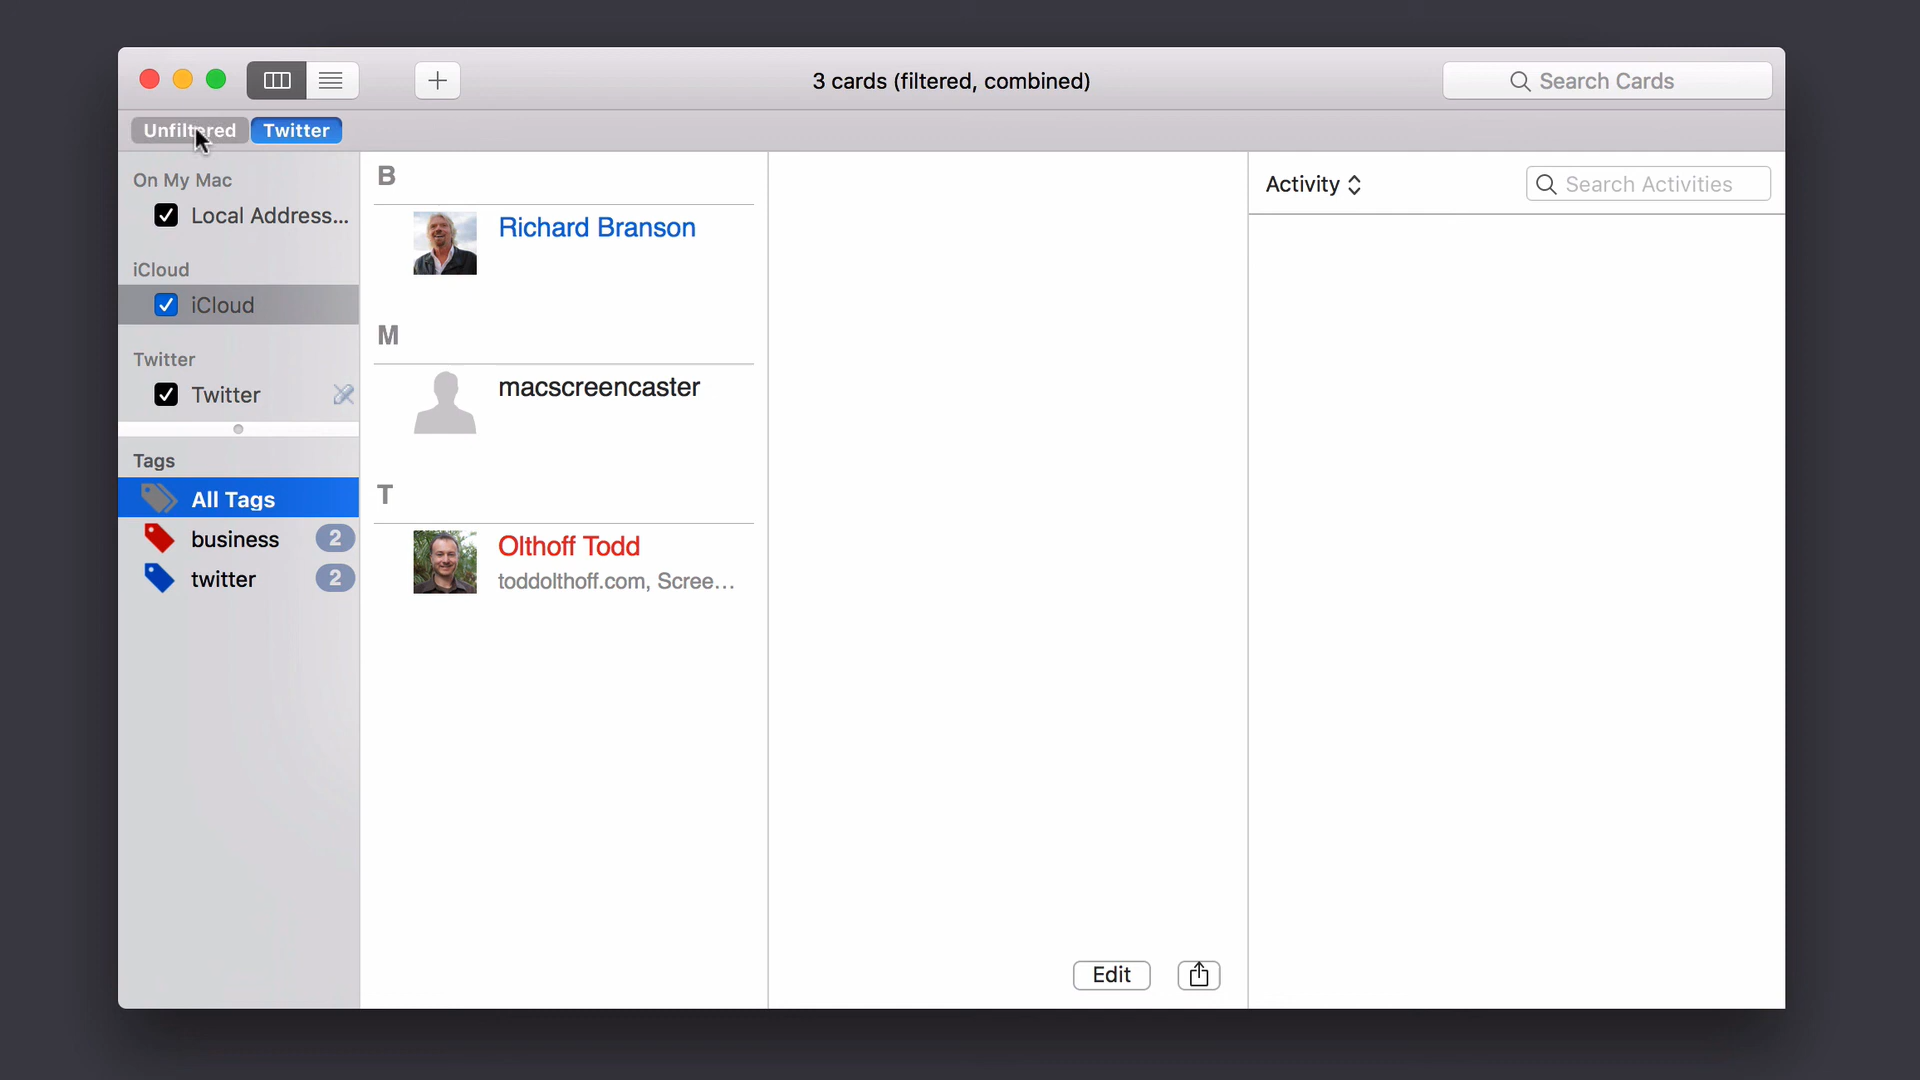 3 cards (filtered, combined)
Search Cards
Unfiltered
Twitter
On My Mac
Local Address...
iCloud
iCloud
Twitter
Twitter
Tags
All Tags
business 2
twitter 2
B
Richard Branson
M
macscreencaster
T
Olthoff Todd
toddolthoff.com, Scree...
Edit
Activity
Search Activities